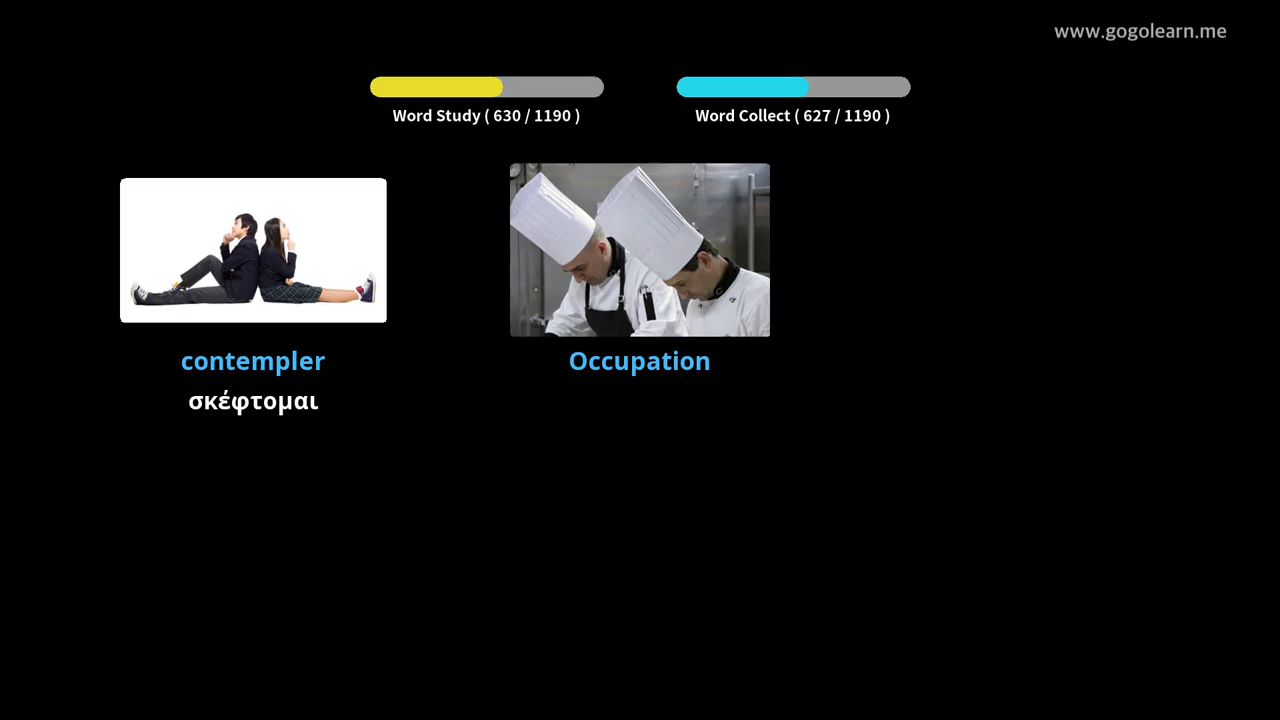 www.gogolearn.me
Word Study ( 630 / 1190 )
Word Collect ( 627 / 1190 )
contempler
σκέφτομαι
Occupation